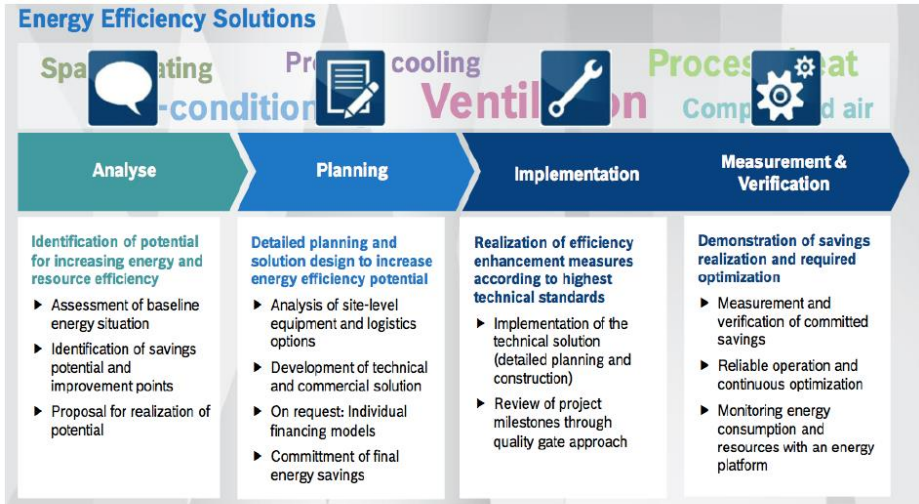 Energy Efficiency Solutions
cooling
Analyse
Planning
Implementation
Measurement &
Verification
Identification of potential
for increasing energy and
resource efficiency
▶ Assessment of baseline
energy situation
▶ Identification of savings
potential and
improvement points
▶ Proposal for realization of
potential
Detailed planning and
solution design to increase
energy efficiency potential
▶ Analysis of site-level
equipment and logistics
options
▶ Development of technical
and commercial solution
▶ On request: Individual
financing models
▶ Committment of final
energy savings
Realization of efficiency
enhancement measures
according to highest
technical standards
▶ Implementation of the
technical solution
(detailed planning and
construction)
▶ Review of project
milestones through
quality gate approach
Demonstration of savings
realization and required
optimization
▶ Measurement and
verification of committed
savings
▶ Reliable operation and
continuous optimization
▶ Monitoring energy
consumption and
resources with an energy
platform